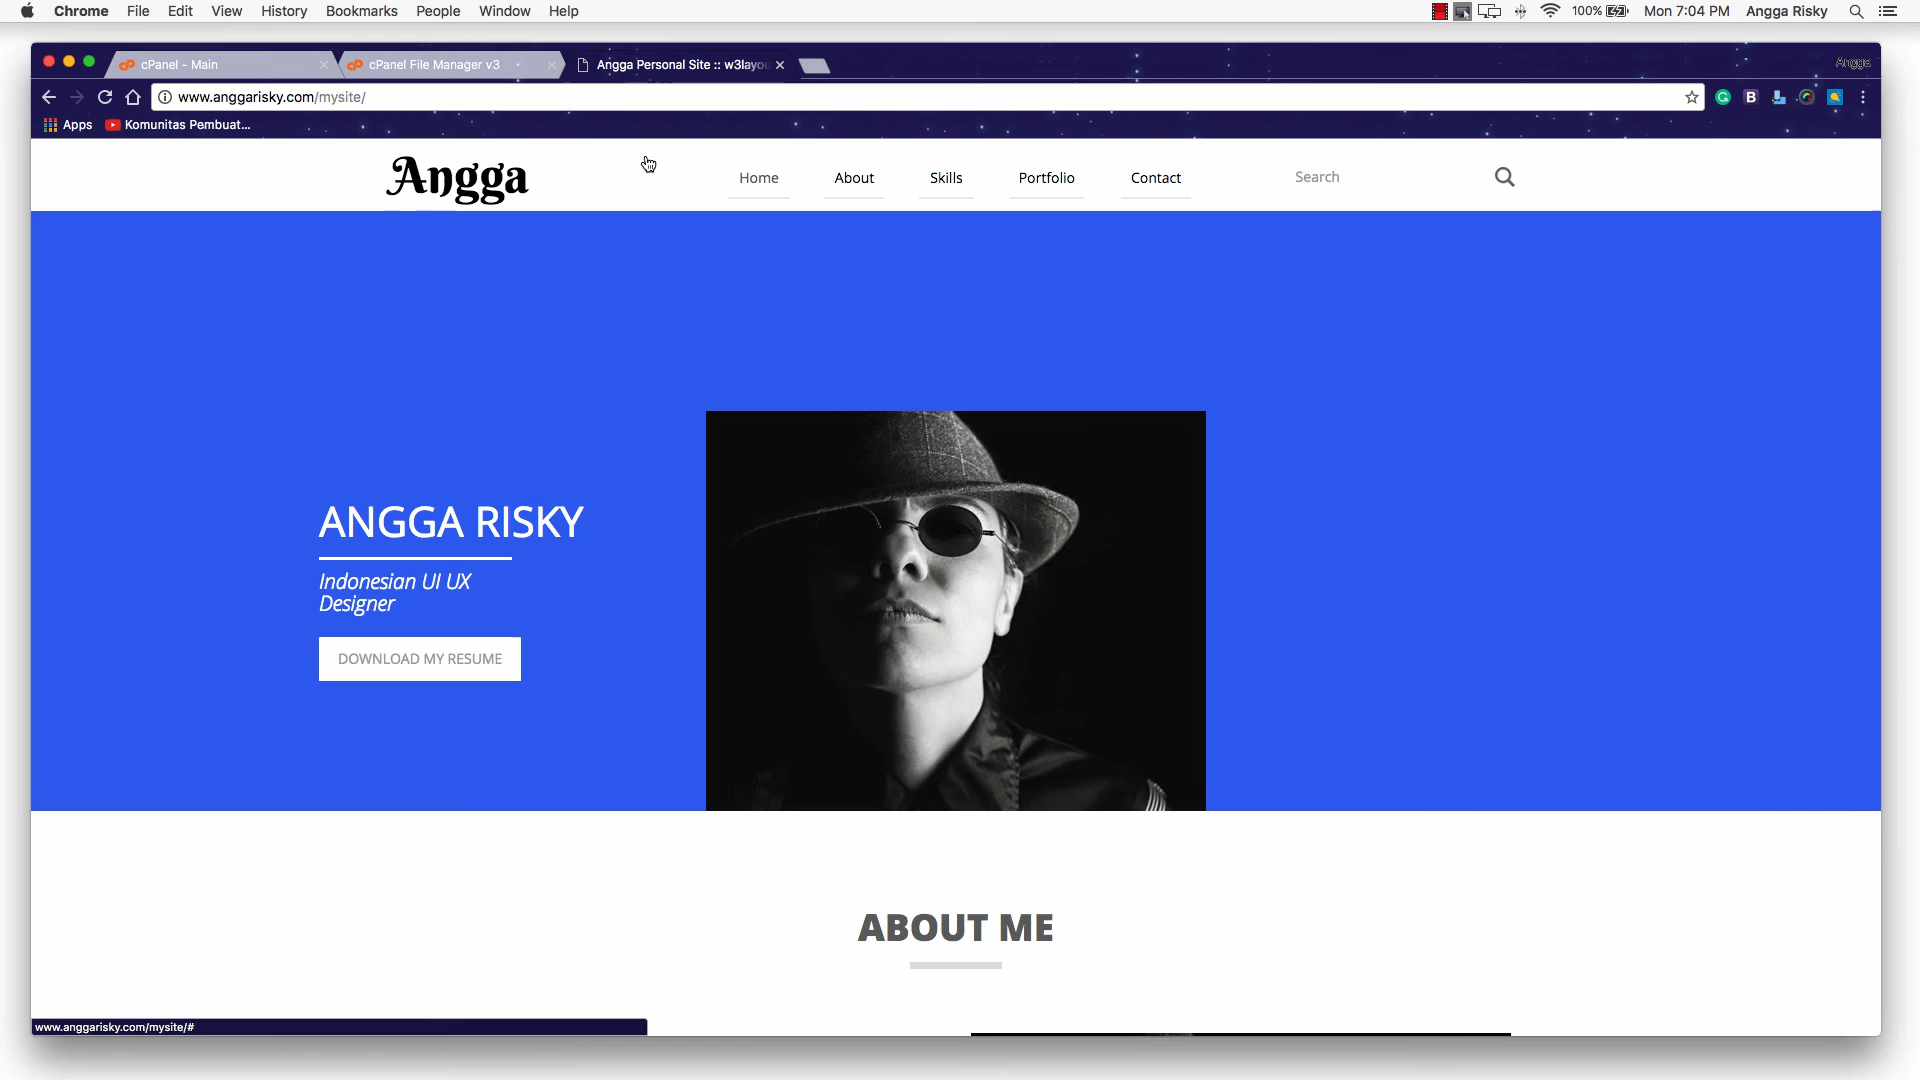 Chrome File Edit View History Bookmarks People Window Help 100% Mon 7:04 PM Angga Risky
cPanel - Main
cPanel File Manager v3
Angga Personal Site :: w3layou
Angga
www.anggarisky.com/mysite/
Apps
Komunitas Pembuat...
Angga
Home
About
Skills
Portfolio
Contact
Search
ANGGA RISKY
Indonesian UI UX
Designer
DOWNLOAD MY RESUME
ABOUT ME
www.anggarisky.com/mysite/#